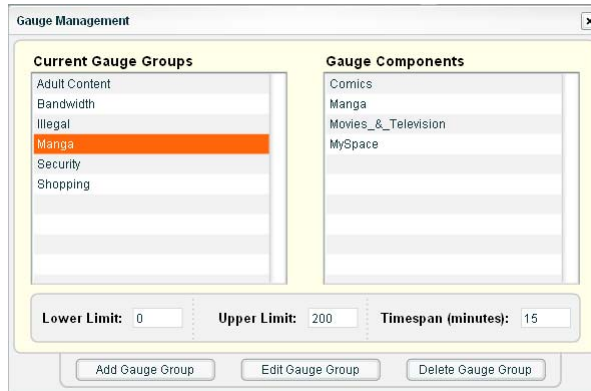 Gauge Management
Current Gauge Groups
Adult Content
Bandwidth
Illegal
Manga
Security
Shopping
Gauge Components
Comics
Manga
Movies_&_Television
MySpace
Lower Limit: 0 Upper Limit: 200 Timespan (minutes): 15
Add Gauge Group Edit Gauge Group Delete Gauge Group